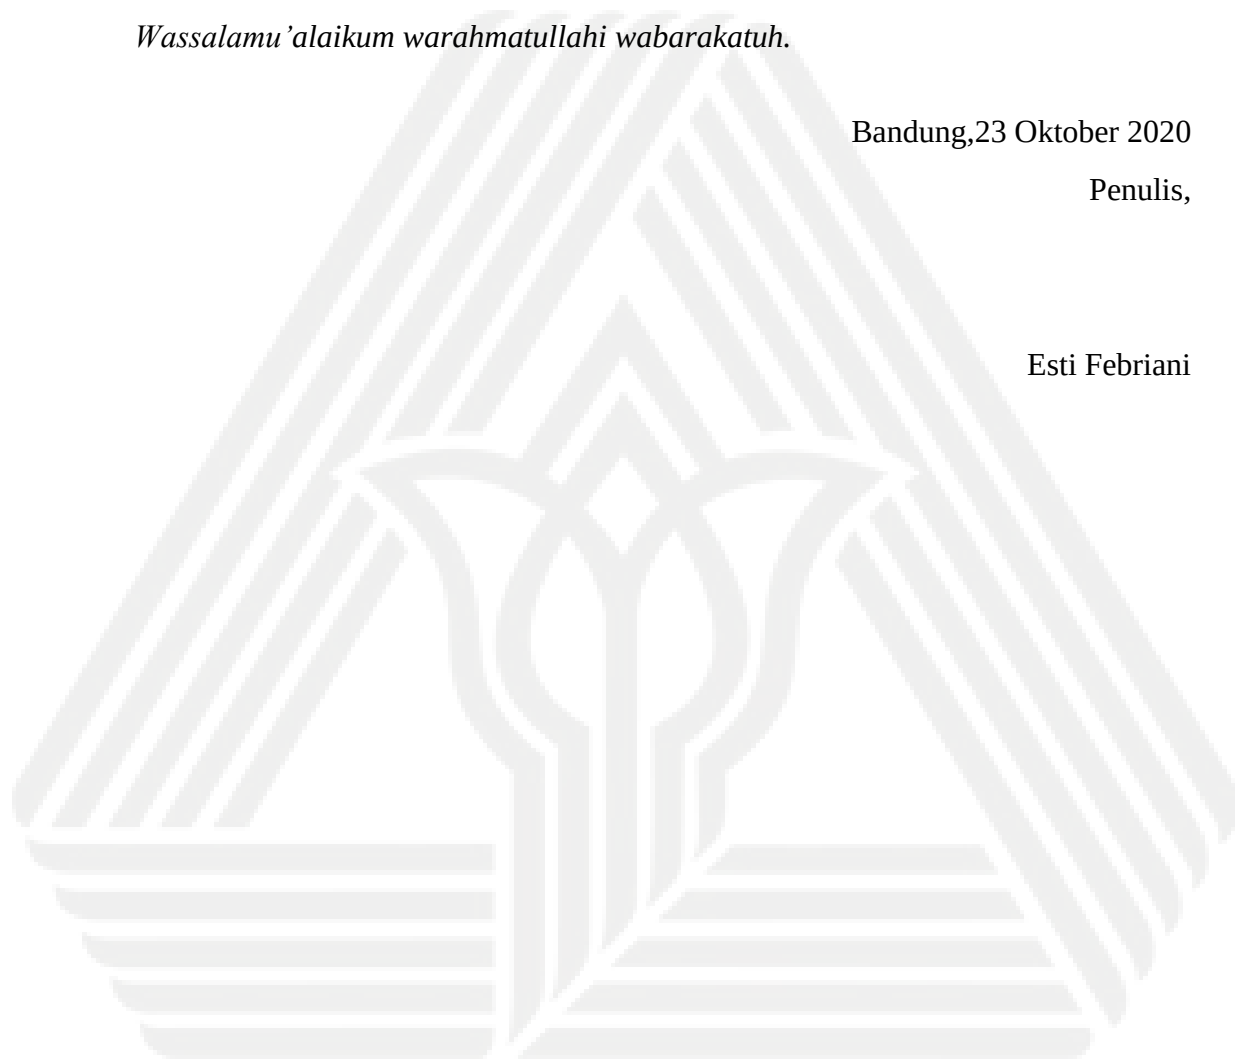 Wassalamu’alaikum warahmatullahi wabarakatuh.
Bandung,23 Oktober 2020
Penulis,
Esti Febriani